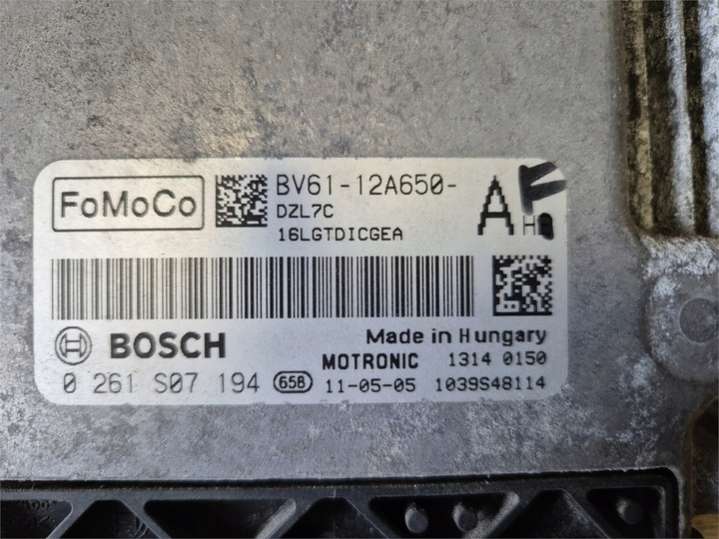 FoMoCo
BV61-12A650-
A
DZL7C
16LGTDICGEA
BOSCH
Made in Hungary
MOTRONIC 1314 0150
0 261 S07 194 658 11-05-05 1039S48114